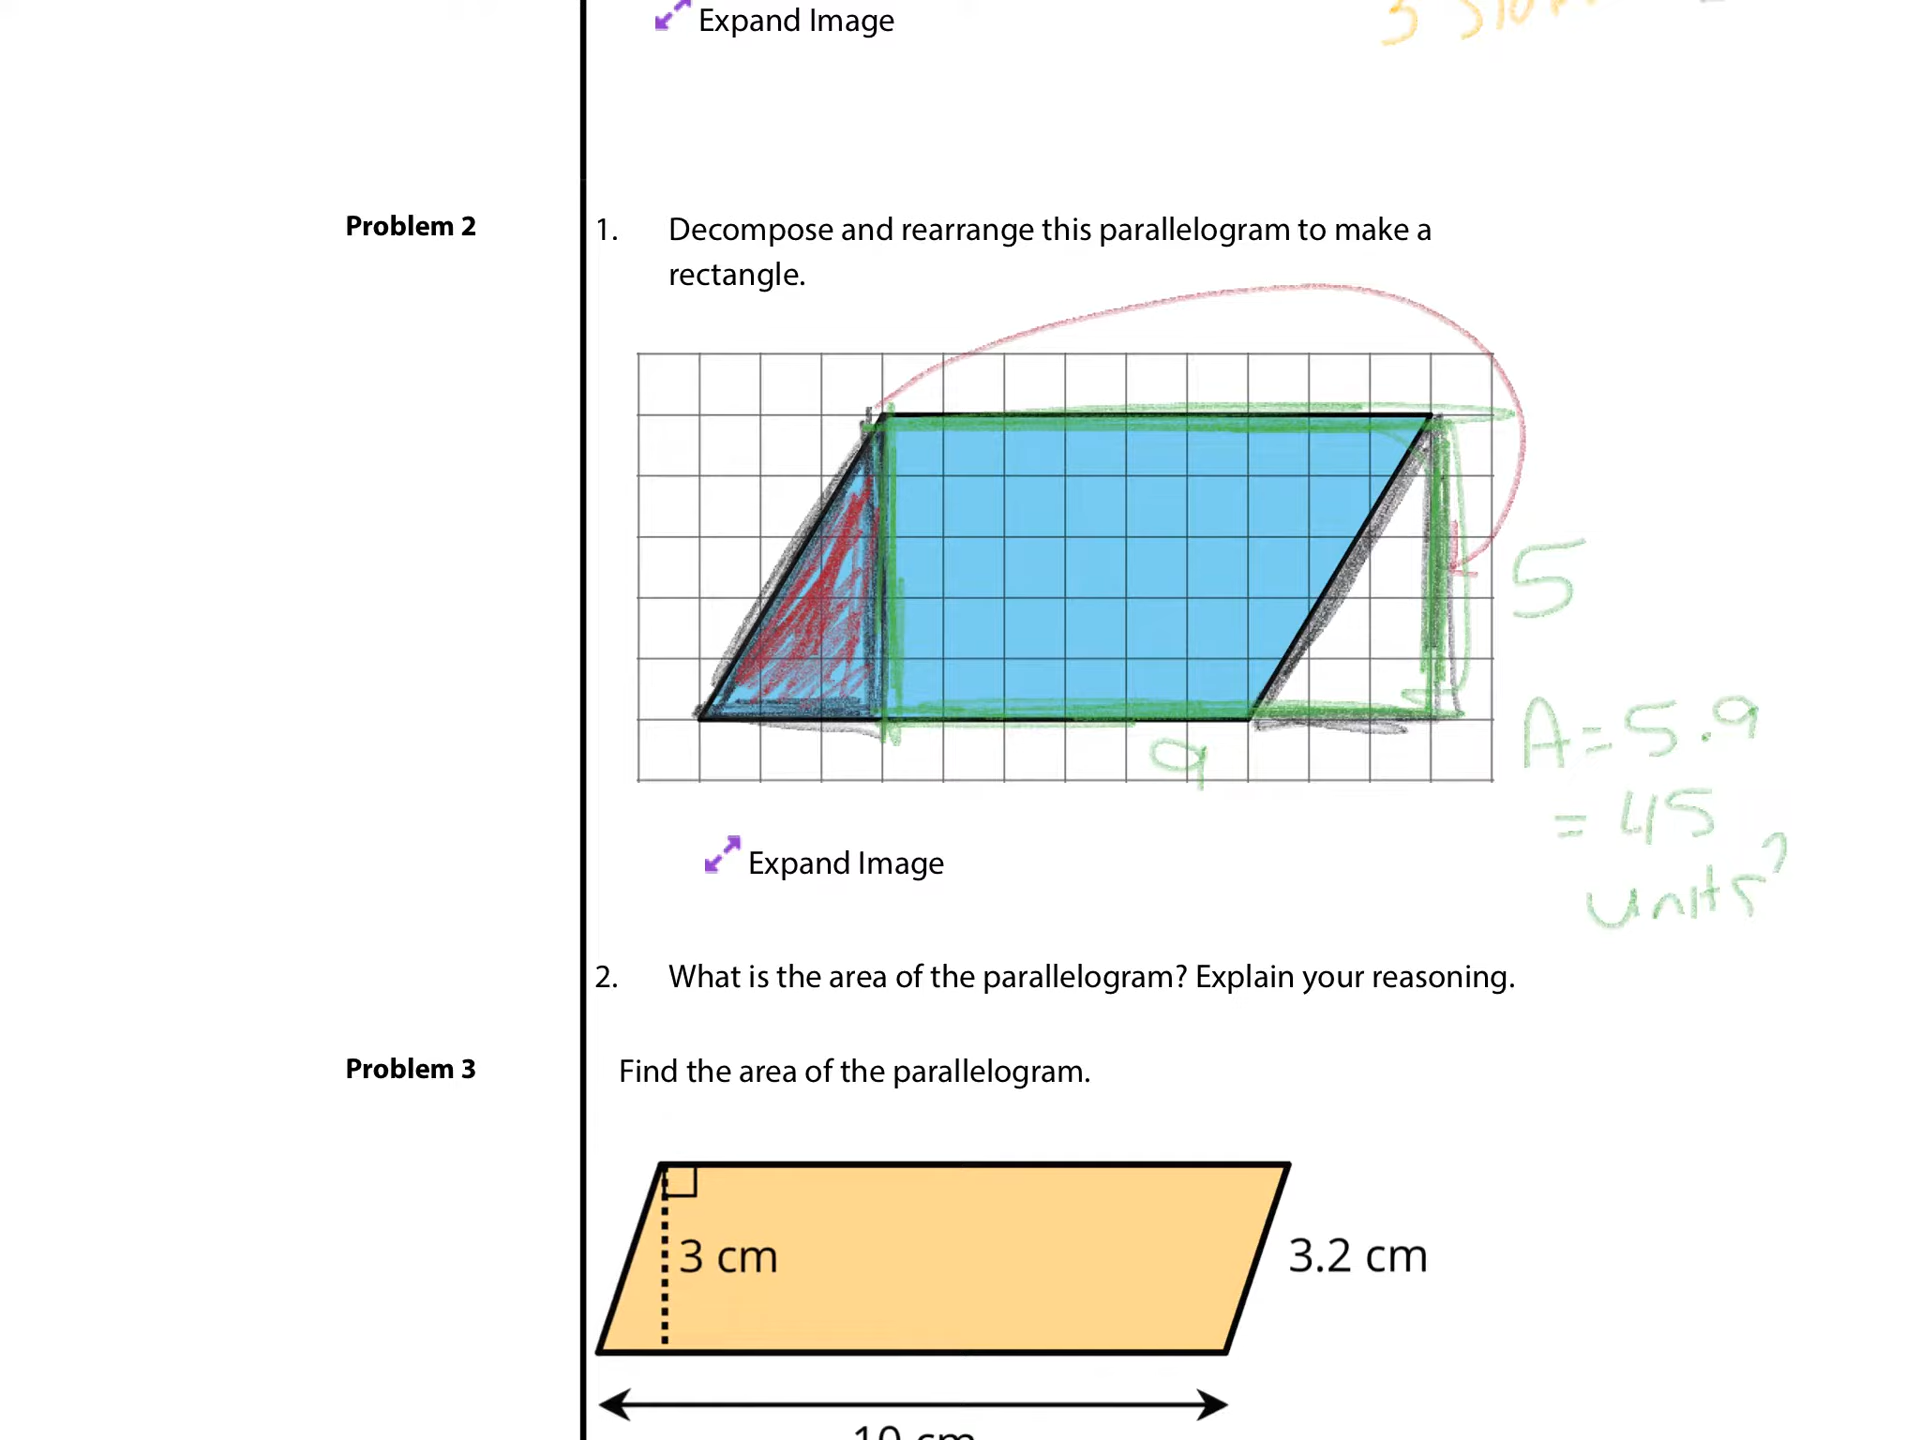 Expand Image
Problem 2
1. Decompose and rearrange this parallelogram to make a
rectangle.
5
9
A = 5.9
= 45
units²
Expand Image
2. What is the area of the parallelogram? Explain your reasoning.
Problem 3
Find the area of the parallelogram.
3 cm
3.2 cm
10 cm